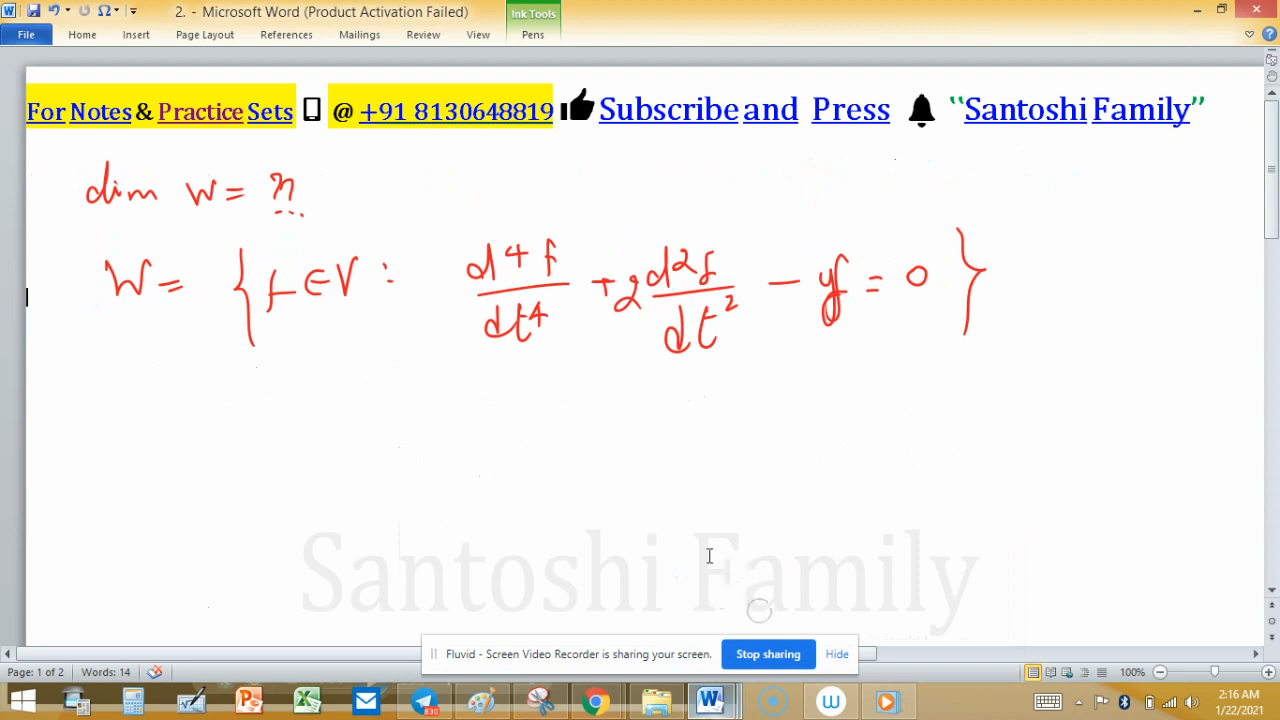 2. - Microsoft Word (Product Activation Failed)
Ink Tools
File Home Insert Page Layout References Mailings Review View Pens
For Notes & Practice Sets @ +91 8130648819 Subscribe and Press "Santoshi Family"
dim W = n
W = { f ∈ V : d⁴f/dt⁴ + 2 d²f/dt² - yf = 0 }
Santoshi Family
Fluvid - Screen Video Recorder is sharing your screen. Stop sharing Hide
Page: 1 of 2 Words: 14 100%
2:16 AM
1/22/2021